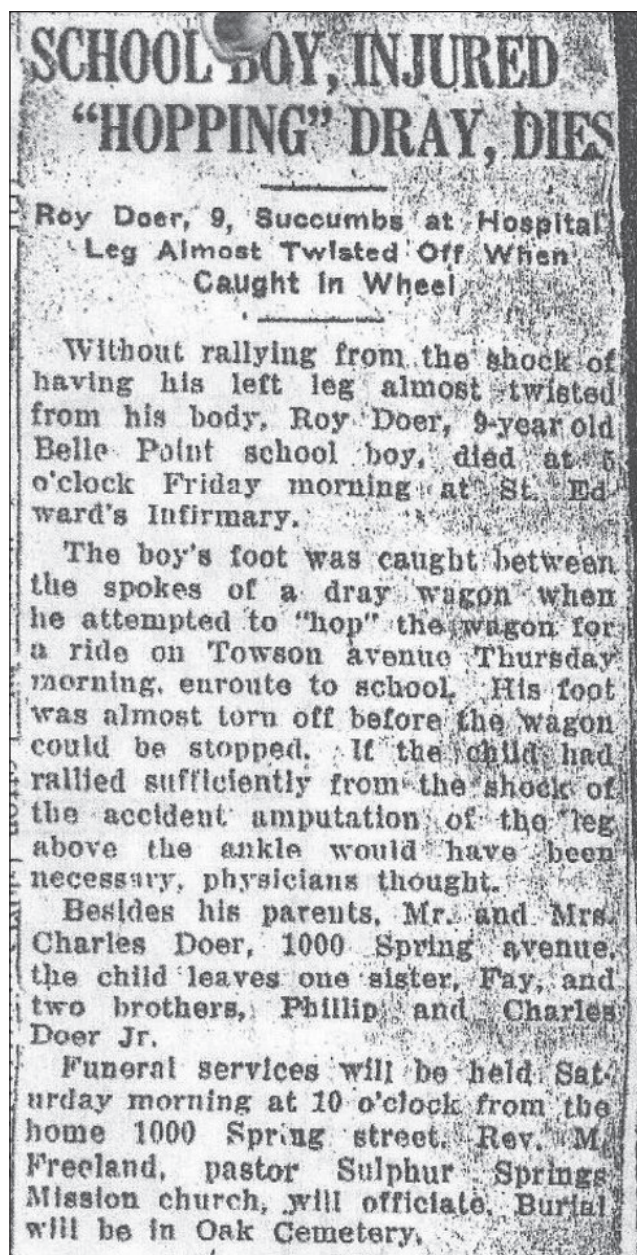 SCHOOL BOY, INJURED
"HOPPING" DRAY, DIES
Roy Doer, 9, Succumbs at Hospital
Leg Almost Twisted Off When
Caught in Wheel
Without rallying from the shock of
having his left leg almost twisted
from his body, Roy Doer, 9-year old
Belle Point school boy, died at 5
o'clock Friday morning at St. Ed-
ward's Infirmary.
The boy's foot was caught between
the spokes of a dray wagon when
he attempted to "hop" the wagon for
a ride on Towson avenue Thursday
morning, enroute to school. His foot
was almost torn off before the wagon
could be stopped. If the child had
rallied sufficiently from the shock of
the accident amputation of the leg
above the ankle would have been
necessary, physicians thought.
Besides his parents, Mr. and Mrs.
Charles Doer, 1000 Spring avenue,
the child leaves one sister, Fay, and
two brothers, Phillip and Charles
Doer Jr.
Funeral services will be held Sat-
urday morning at 10 o'clock from the
home 1000 Spring street. Rev. M.
Freeland, pastor Sulphur Springs
Mission church, will officiate. Burial
will be in Oak Cemetery.